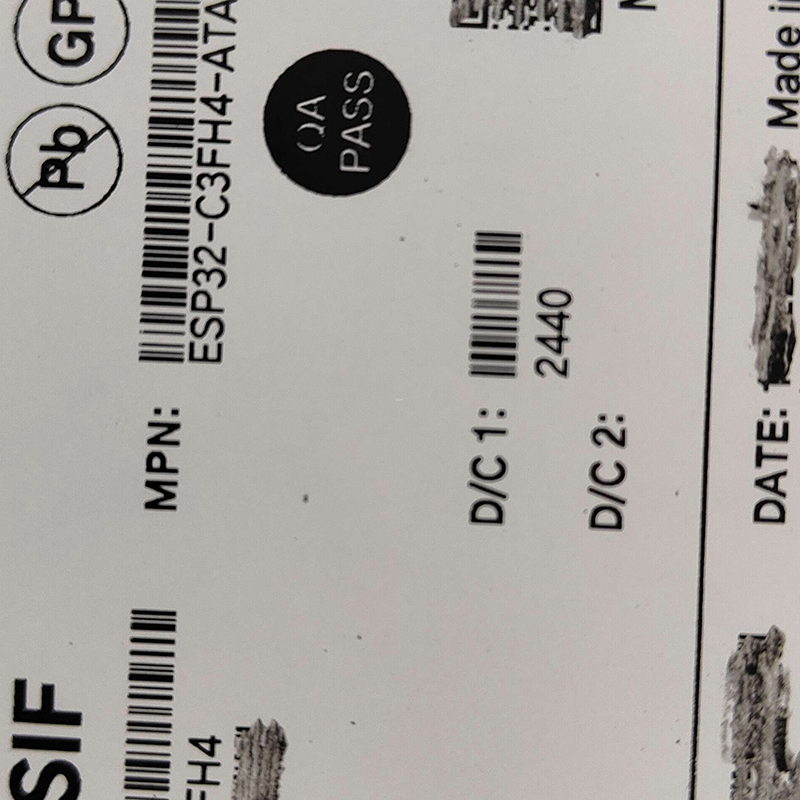 SIF
Pb
GP
FH4
MPN:
ESP32-C3FH4-ATA
QA
PASS
D/C 1:
2440
D/C 2:
DATE:
Made